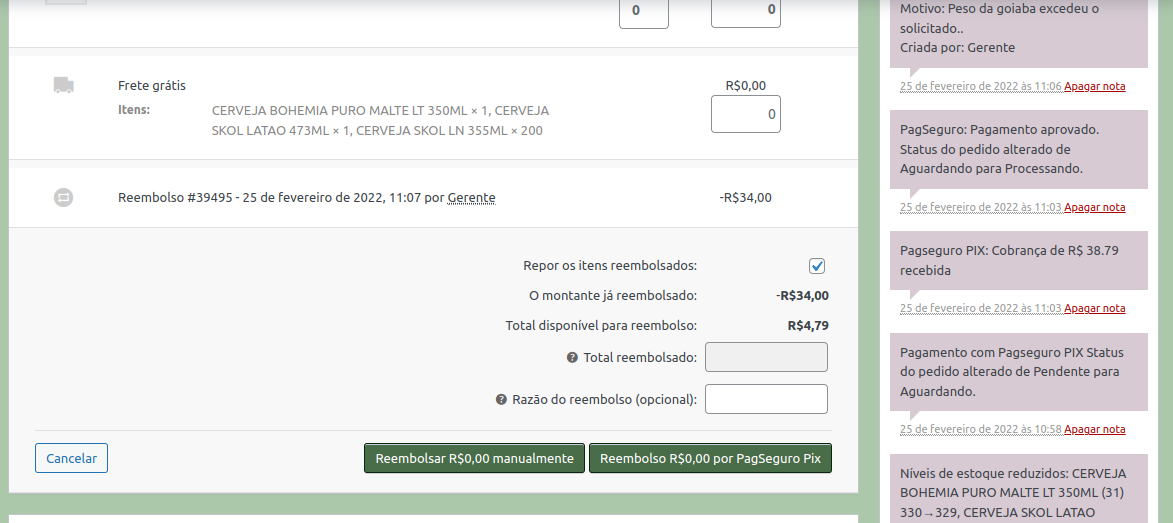 0
0
Frete grátis
R$0,00
Itens:
CERVEJA BOHEMIA PURO MALTE LT 350ML × 1, CERVEJA
SKOL LATAO 473ML × 1, CERVEJA SKOL LN 355ML × 200
0
Reembolso #39495 - 25 de fevereiro de 2022, 11:07 por Gerente
-R$34,00
Repor os itens reembolsados:
O montante já reembolsado:
-R$34,00
Total disponível para reembolso:
R$4,79
? Total reembolsado:
? Razão do reembolso (opcional):
Cancelar
Reembolsar R$0,00 manualmente
Reembolso R$0,00 por PagSeguro Pix
Motivo: Peso da goiaba excedeu o
solicitado..
Criada por: Gerente
25 de fevereiro de 2022 às 11:06 Apagar nota
PagSeguro: Pagamento aprovado.
Status do pedido alterado de
Aguardando para Processando.
25 de fevereiro de 2022 às 11:03 Apagar nota
Pagseguro PIX: Cobrança de R$ 38.79
recebida
25 de fevereiro de 2022 às 11:03 Apagar nota
Pagamento com Pagseguro PIX Status
do pedido alterado de Pendente para
Aguardando.
25 de fevereiro de 2022 às 10:58 Apagar nota
Níveis de estoque reduzidos: CERVEJA
BOHEMIA PURO MALTE LT 350ML (31)
330→329, CERVEJA SKOL LATAO